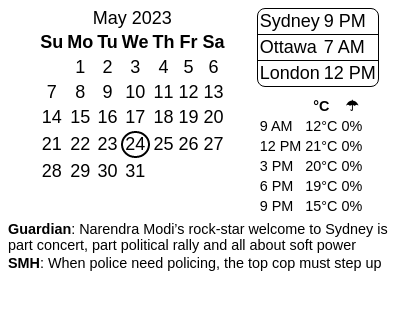 May 2023
Su Mo Tu We Th Fr Sa
1 2 3 4 5 6
7 8 9 10 11 12 13
14 15 16 17 18 19 20
21 22 23 24 25 26 27
28 29 30 31
Sydney 9 PM
Ottawa 7 AM
London 12 PM
°C ☂
9 AM 12°C 0%
12 PM 21°C 0%
3 PM 20°C 0%
6 PM 19°C 0%
9 PM 15°C 0%
Guardian: Narendra Modi’s rock-star welcome to Sydney is
part concert, part political rally and all about soft power
SMH: When police need policing, the top cop must step up